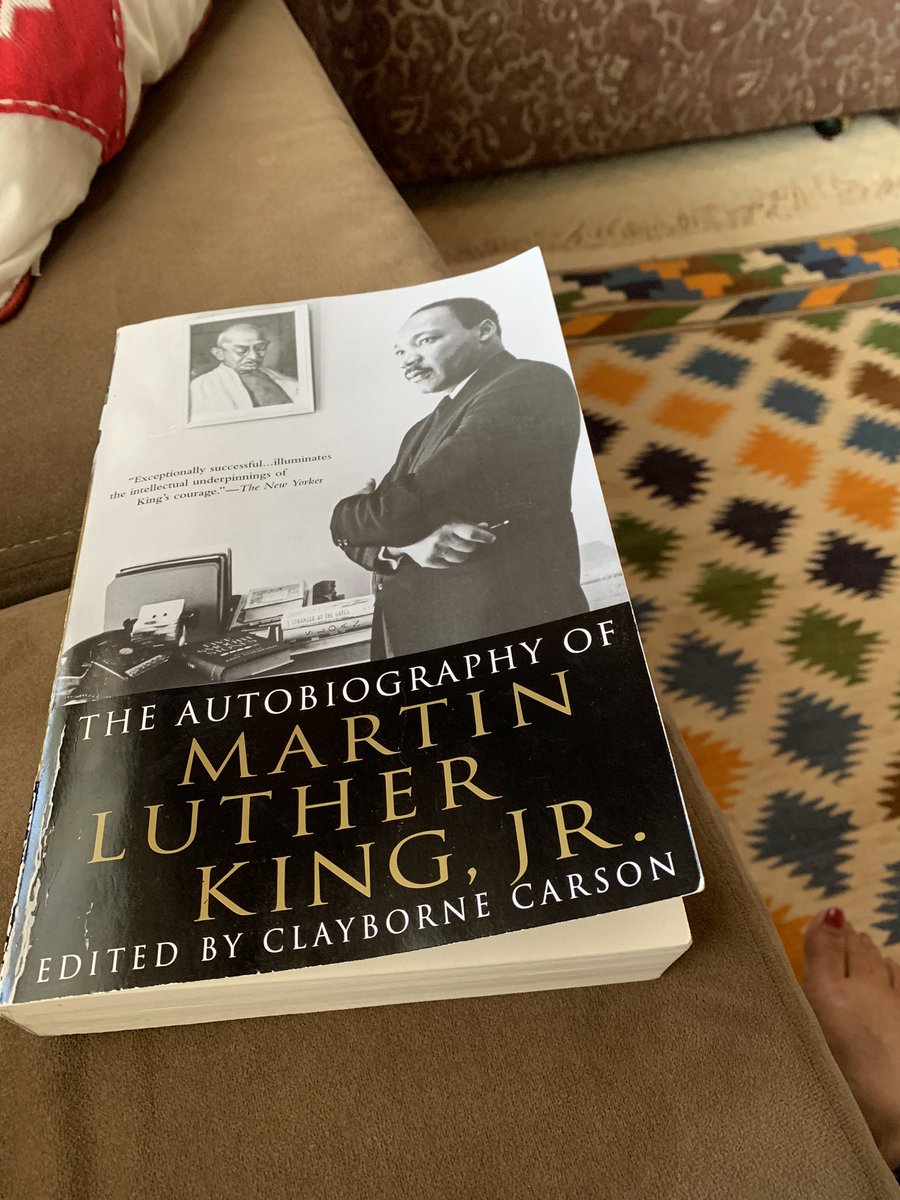 "Exceptionally successful...illuminates
the intellectual underpinnings of
King's courage."—The New Yorker
STRANGER AT THE GATES
THE AUTOBIOGRAPHY OF
MARTIN
LUTHER
KING, JR.
EDITED BY CLAYBORNE CARSON